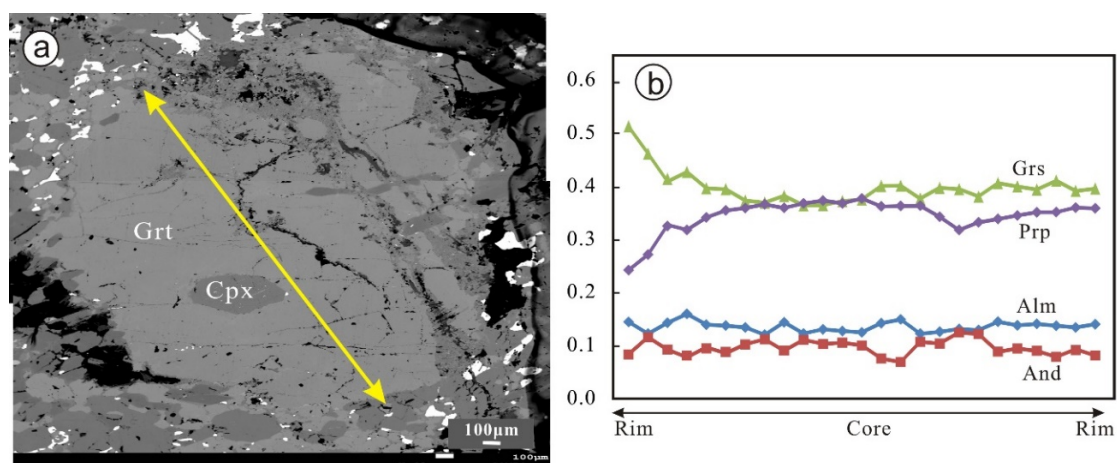 a
Grt
Cpx
100μm
100μm
b
0.6
0.5
0.4
0.3
0.2
0.1
0.0
Grs
Prp
Alm
And
Rim Core Rim